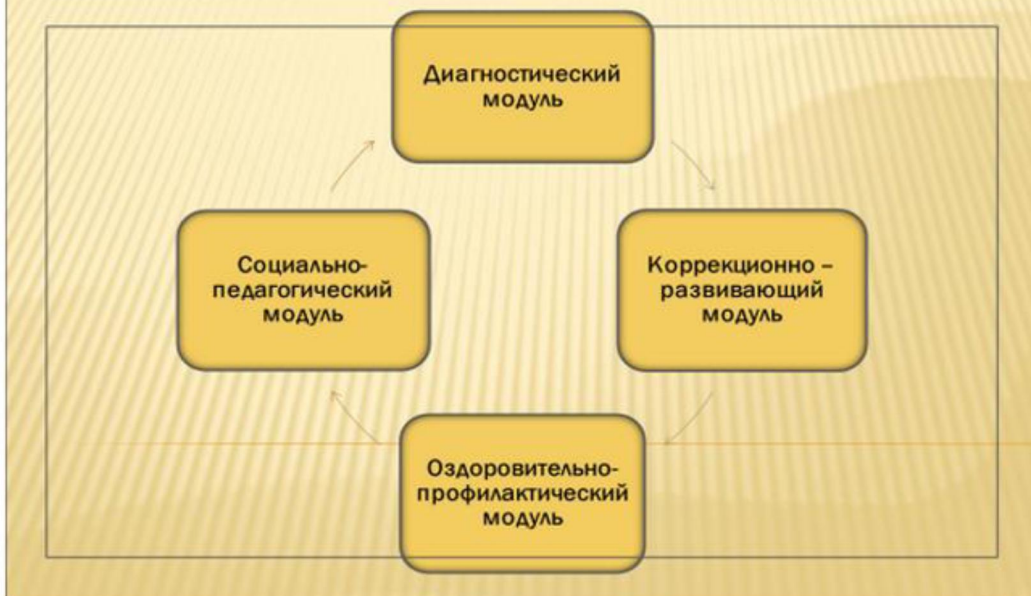 Диагностический
модуль
Социально-
педагогический
модуль
Коррекционно –
развивающий
модуль
Оздоровительно-
профилактический
модуль